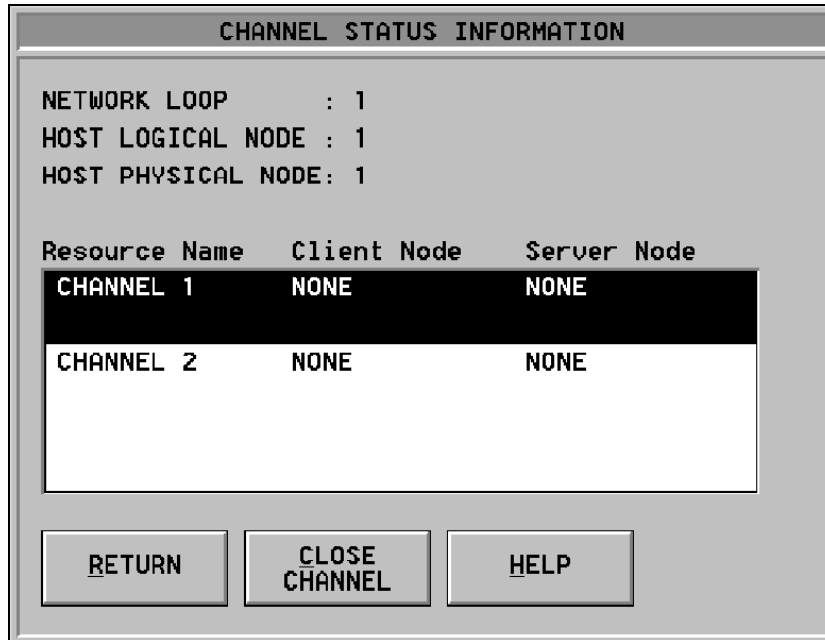 CHANNEL STATUS INFORMATION
NETWORK LOOP : 1
HOST LOGICAL NODE : 1
HOST PHYSICAL NODE: 1
Resource Name Client Node Server Node
CHANNEL 1 NONE NONE
CHANNEL 2 NONE NONE
RETURN
CLOSE
CHANNEL
HELP